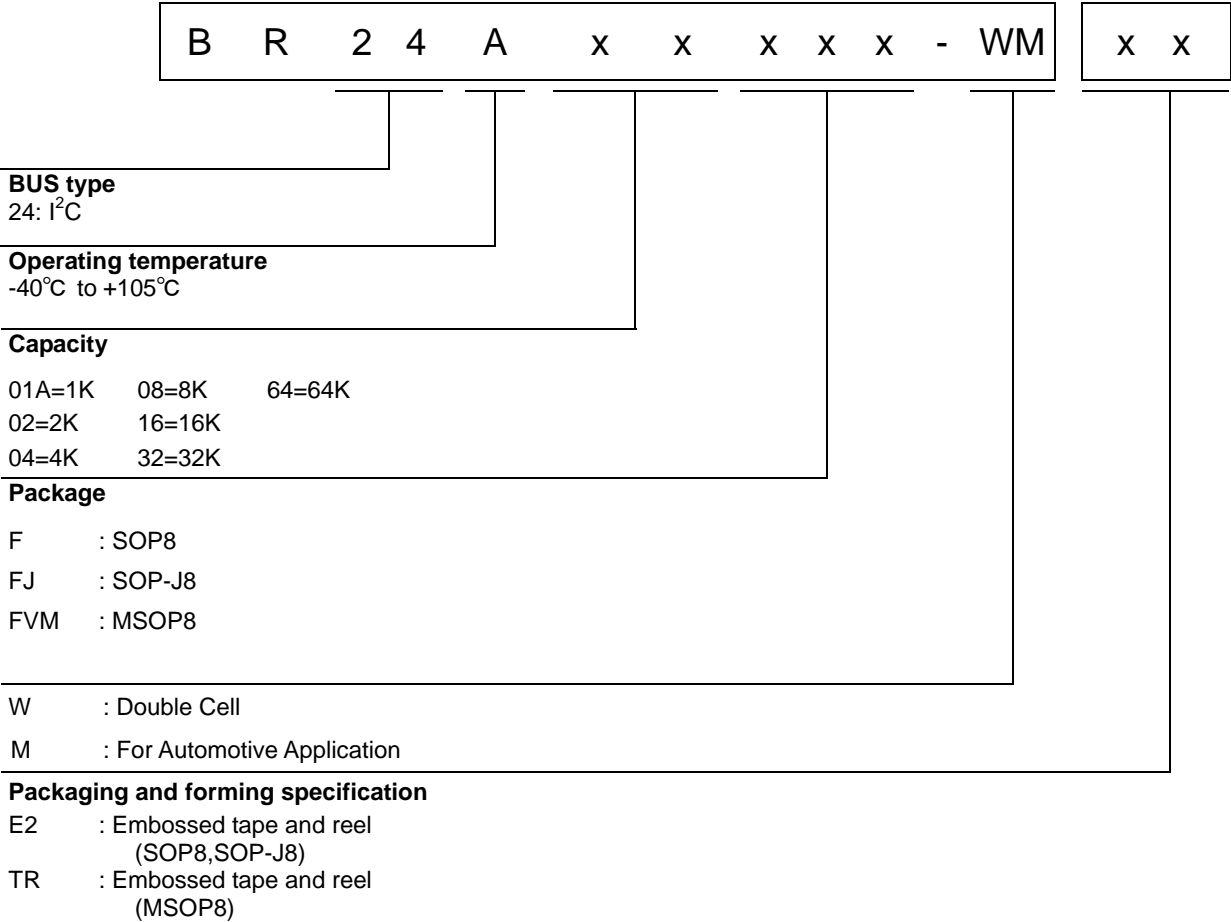 B R 2 4 A x x x x x - WM x x
BUS type
24: I²C
Operating temperature
-40°C to +105°C
Capacity
01A=1K 08=8K 64=64K
02=2K 16=16K
04=4K 32=32K
Package
F : SOP8
FJ : SOP-J8
FVM : MSOP8
W : Double Cell
M : For Automotive Application
Packaging and forming specification
E2 : Embossed tape and reel
(SOP8,SOP-J8)
TR : Embossed tape and reel
(MSOP8)